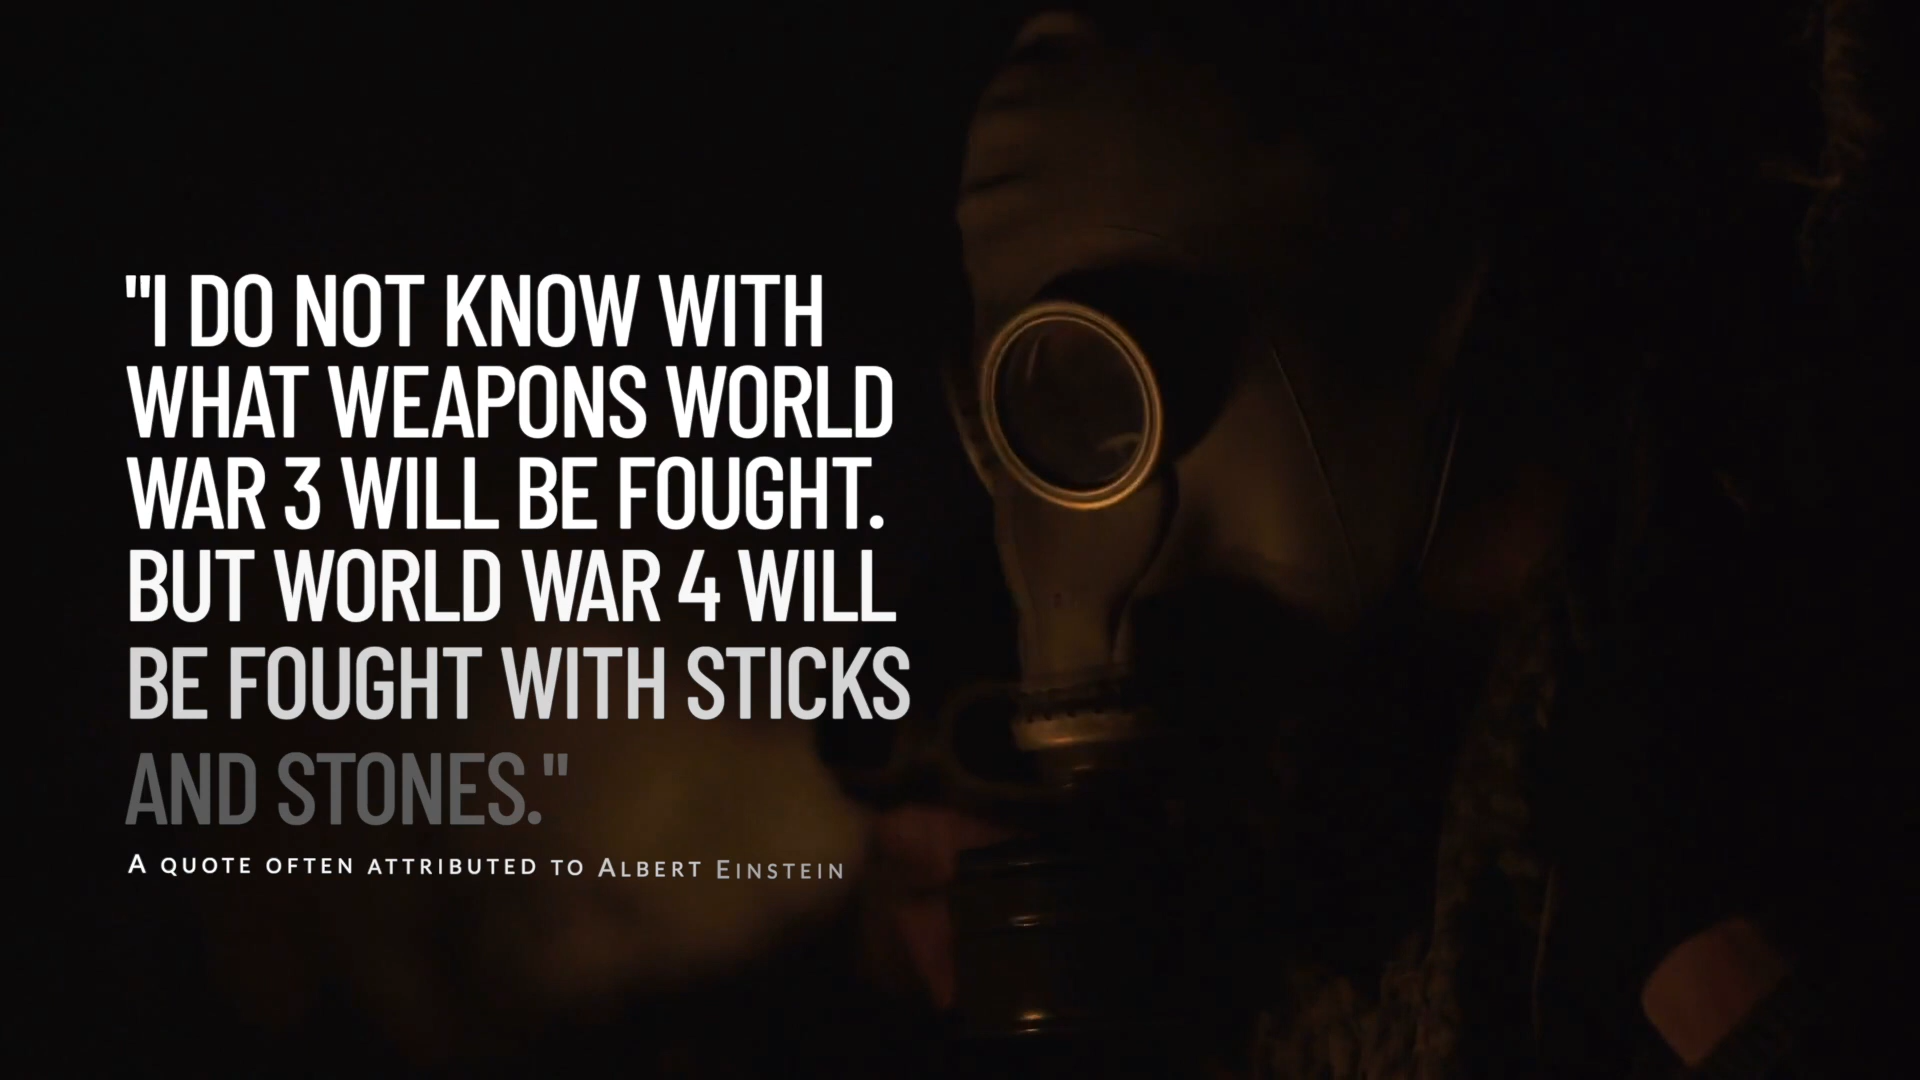 "I DO NOT KNOW WITH
WHAT WEAPONS WORLD
WAR 3 WILL BE FOUGHT.
BUT WORLD WAR 4 WILL
BE FOUGHT WITH STICKS
AND STONES."
A QUOTE OFTEN ATTRIBUTED TO ALBERT EINSTEIN